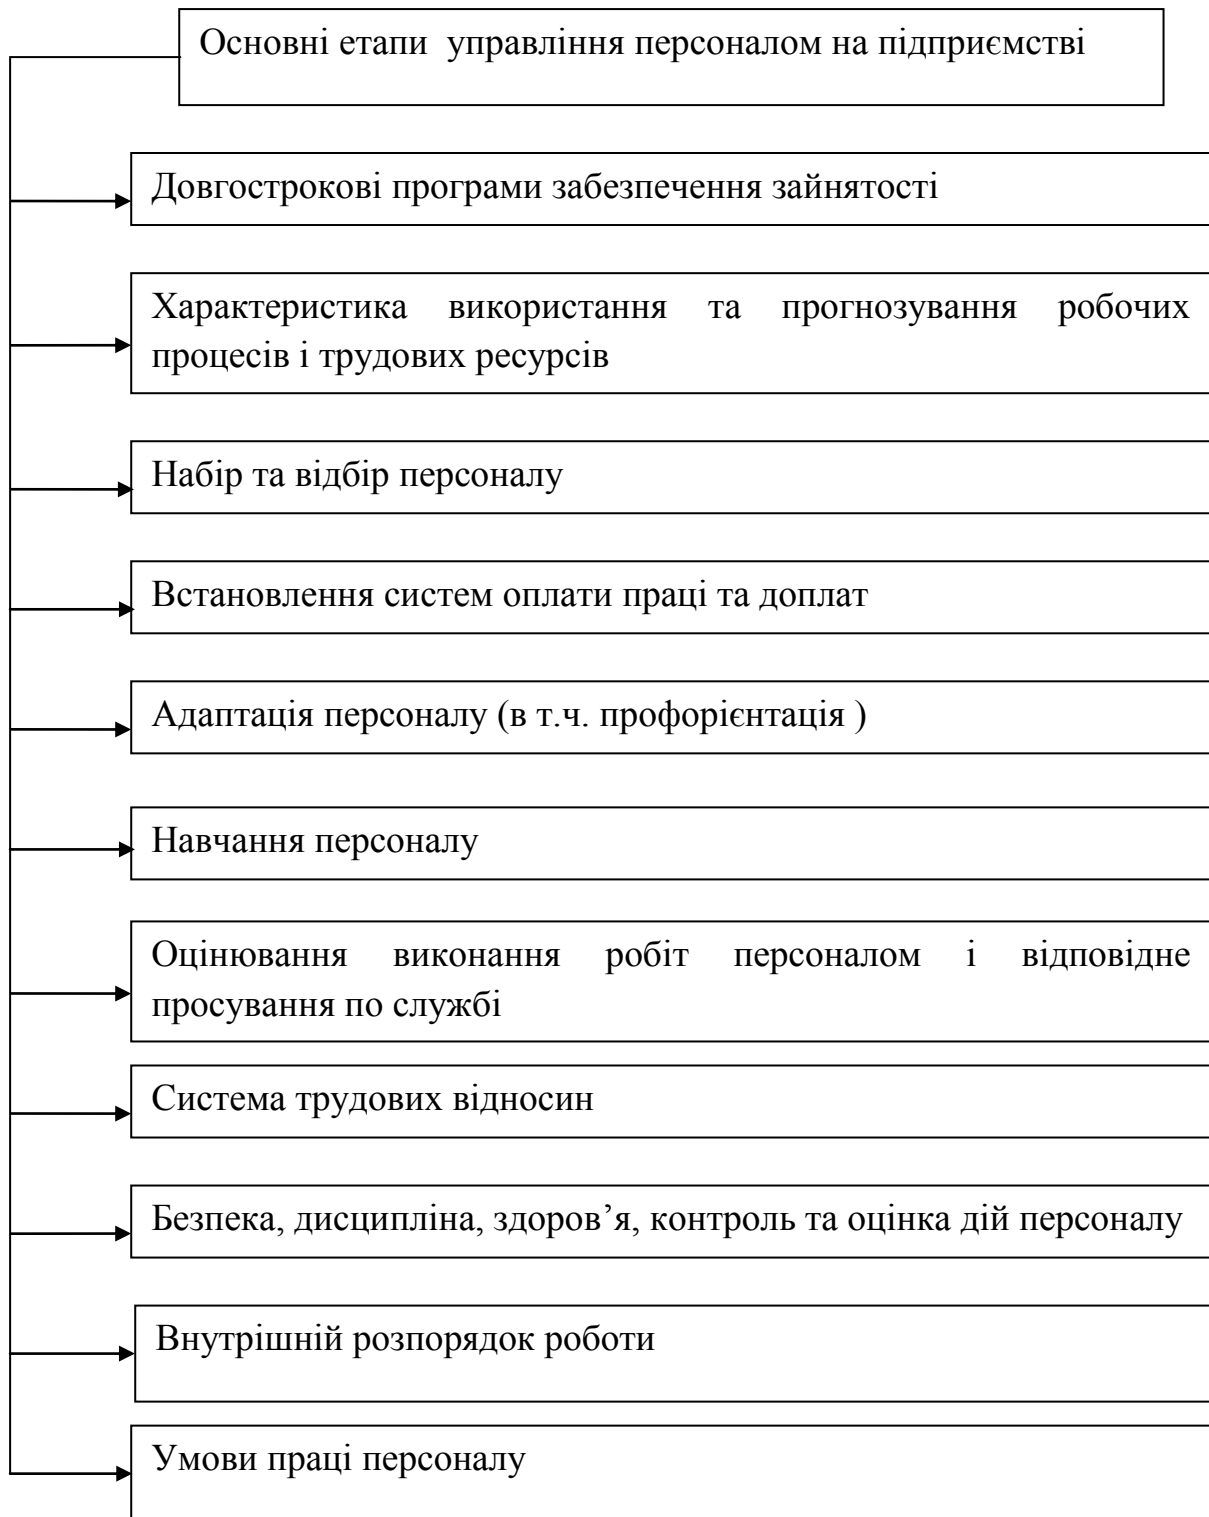 Основні етапи  управління персоналом на підприємстві
Довгострокові програми забезпечення зайнятості
Характеристика використання та прогнозування робочих
процесів і трудових ресурсів
Набір та відбір персоналу
Встановлення систем оплати праці та доплат
Адаптація персоналу (в т.ч. профорієнтація )
Навчання персоналу
Оцінювання виконання робіт персоналом і відповідне
просування по службі
Система трудових відносин
Безпека, дисципліна, здоров’я, контроль та оцінка дій персоналу
Внутрішній розпорядок роботи
Умови праці персоналу